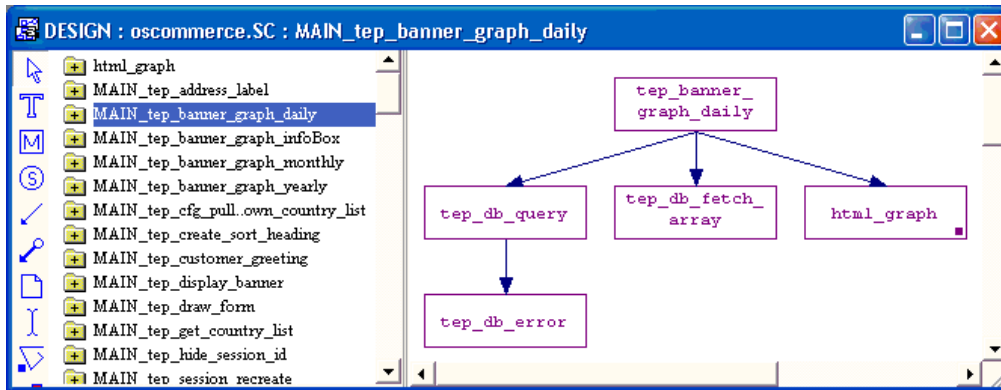 DESIGN : oscommerce.SC : MAIN_tep_banner_graph_daily
html_graph
MAIN_tep_address_label
MAIN_tep_banner_graph_daily
MAIN_tep_banner_graph_infoBox
MAIN_tep_banner_graph_monthly
MAIN_tep_banner_graph_yearly
MAIN_tep_cfg_pull..own_country_list
MAIN_tep_create_sort_heading
MAIN_tep_customer_greeting
MAIN_tep_display_banner
MAIN_tep_draw_form
MAIN_tep_get_country_list
MAIN_tep_hide_session_id
MAIN_tep_session_recreate
T
M
S
tep_banner_
graph_daily
tep_db_query
tep_db_fetch_
array
html_graph
tep_db_error